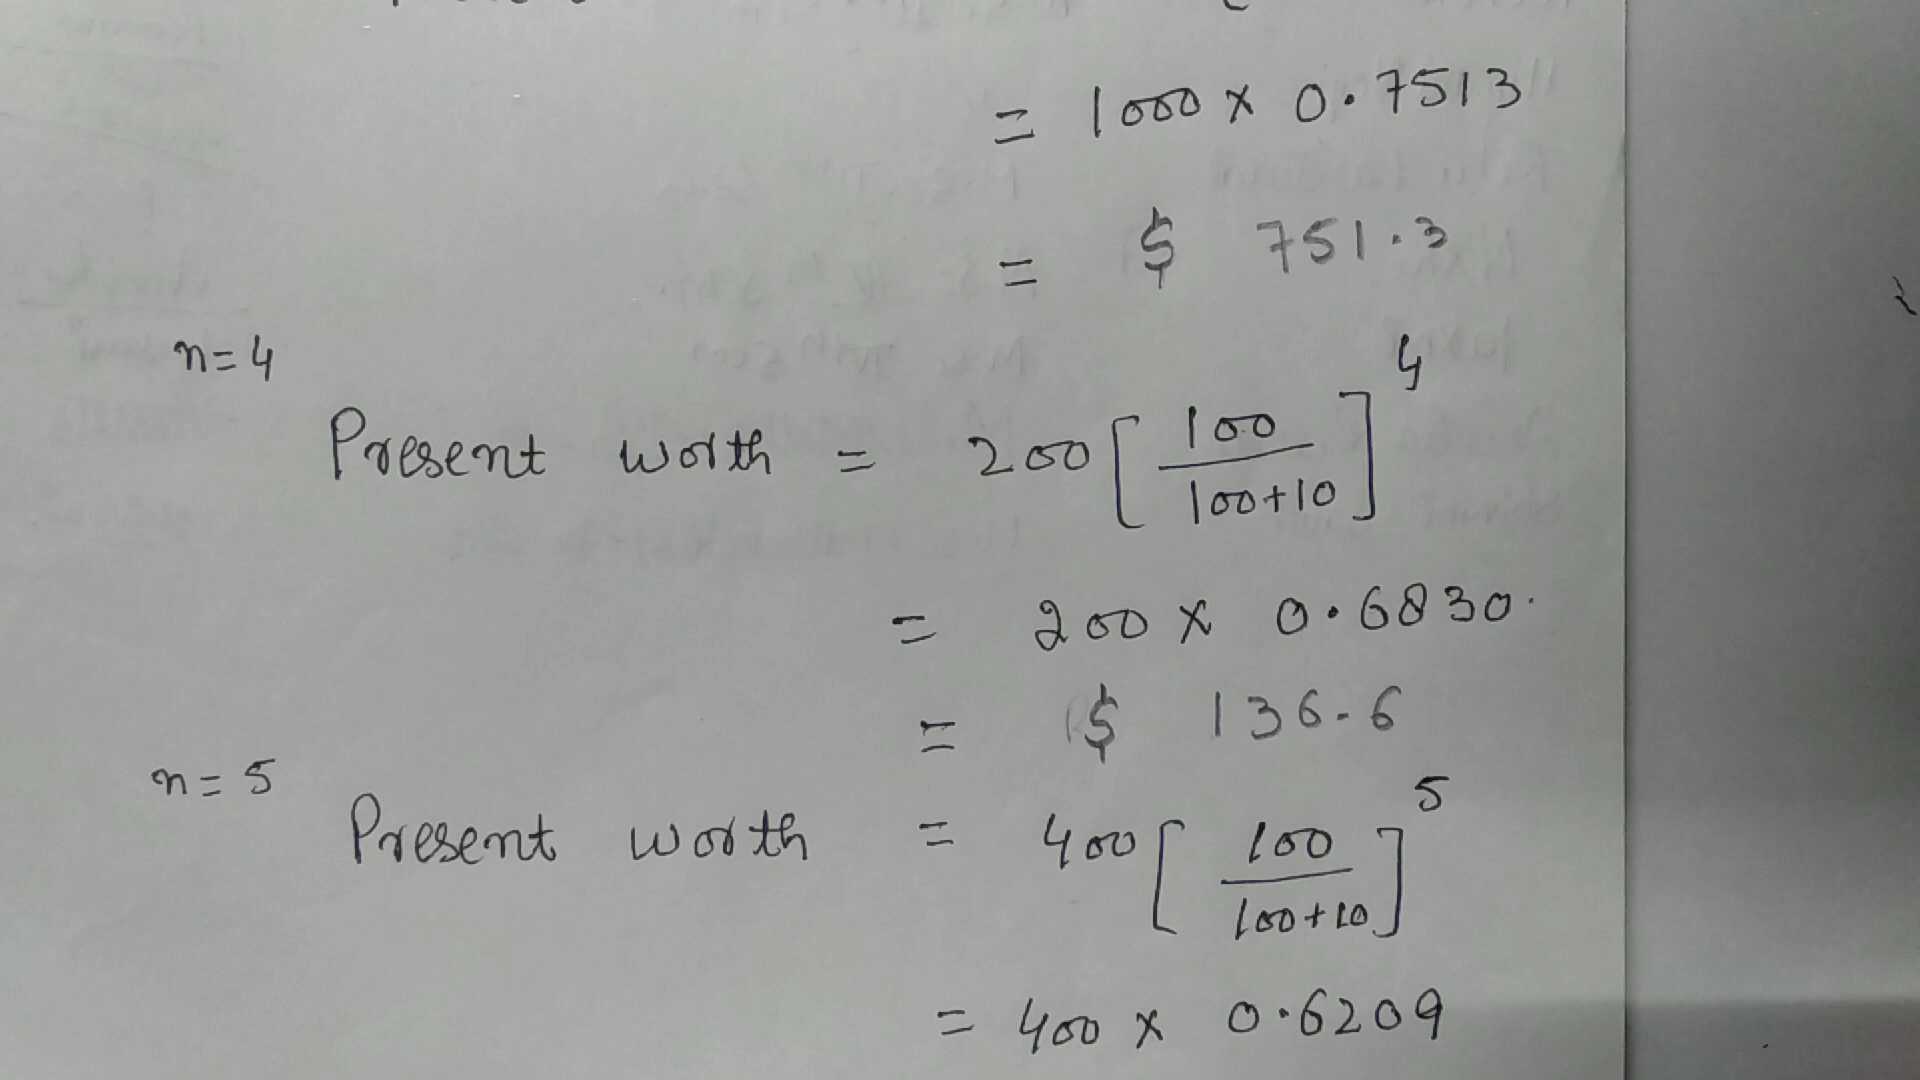 = 1000 x 0.7513
= $ 751.3
n=4
Present worth = 200 [ 100 / 100+10 ]^4
= 200 x 0.6830.
= $ 136.6
n=5
Present worth = 400 [ 100 / 100+10 ]^5
= 400 x 0.6209